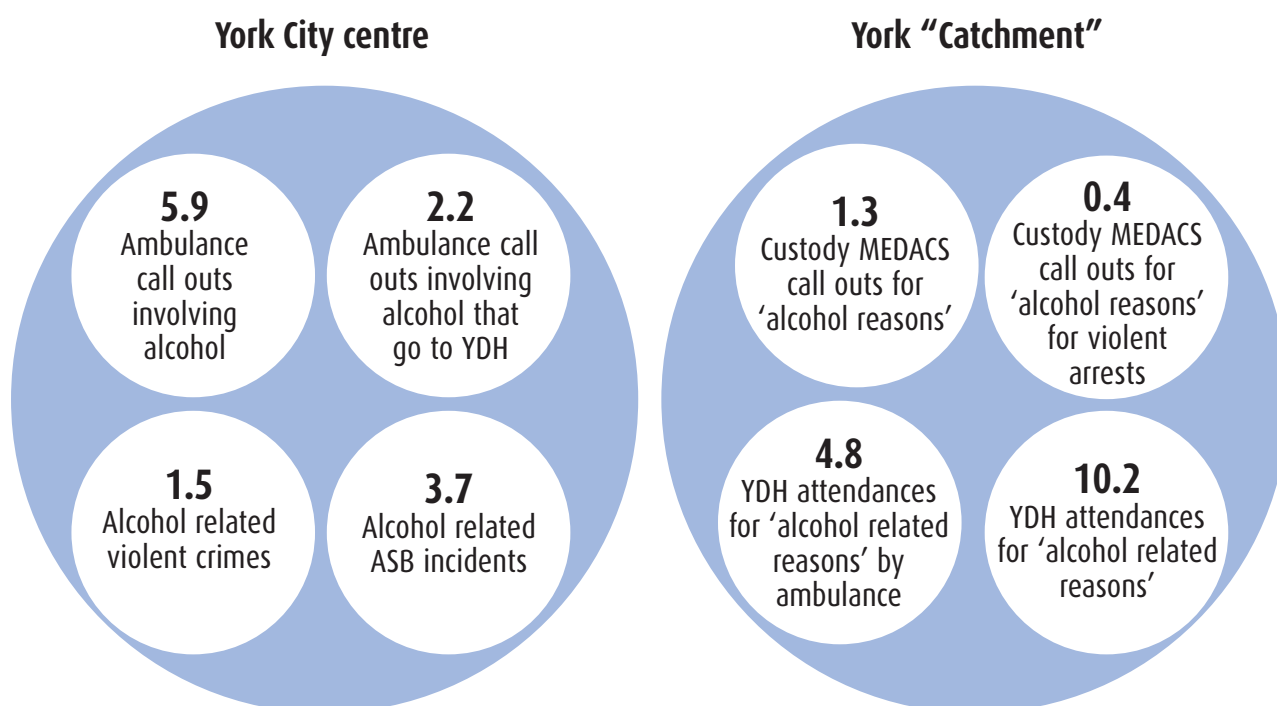 York City centre
5.9
Ambulance
call outs
involving
alcohol
2.2
Ambulance call
outs involving
alcohol that
go to YDH
1.5
Alcohol related
violent crimes
3.7
Alcohol related
ASB incidents
York “Catchment”
1.3
Custody MEDACS
call outs for
‘alcohol reasons’
0.4
Custody MEDACS
call outs for
‘alcohol reasons’
for violent
arrests
4.8
YDH attendances
for ‘alcohol related
reasons’ by
ambulance
10.2
YDH attendances
for ‘alcohol related
reasons’